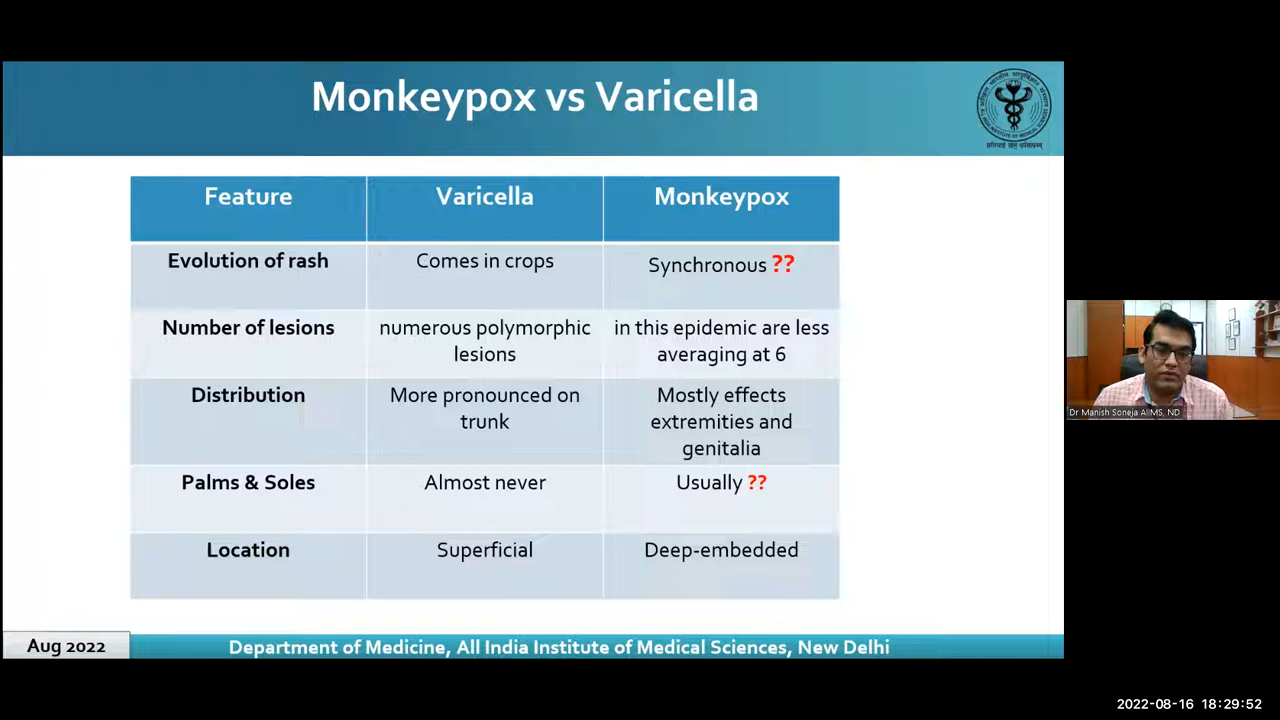 Monkeypox vs Varicella
Feature
Varicella
Monkeypox
Evolution of rash
Comes in crops
Synchronous ??
Number of lesions
numerous polymorphic
lesions
in this epidemic are less
averaging at 6
Distribution
More pronounced on
trunk
Mostly effects
extremities and
genitalia
Palms & Soles
Almost never
Usually ??
Location
Superficial
Deep-embedded
Aug 2022
Department of Medicine, All India Institute of Medical Sciences, New Delhi
Dr Manish Soneja AIIMS, ND
2022-08-16 18:29:52